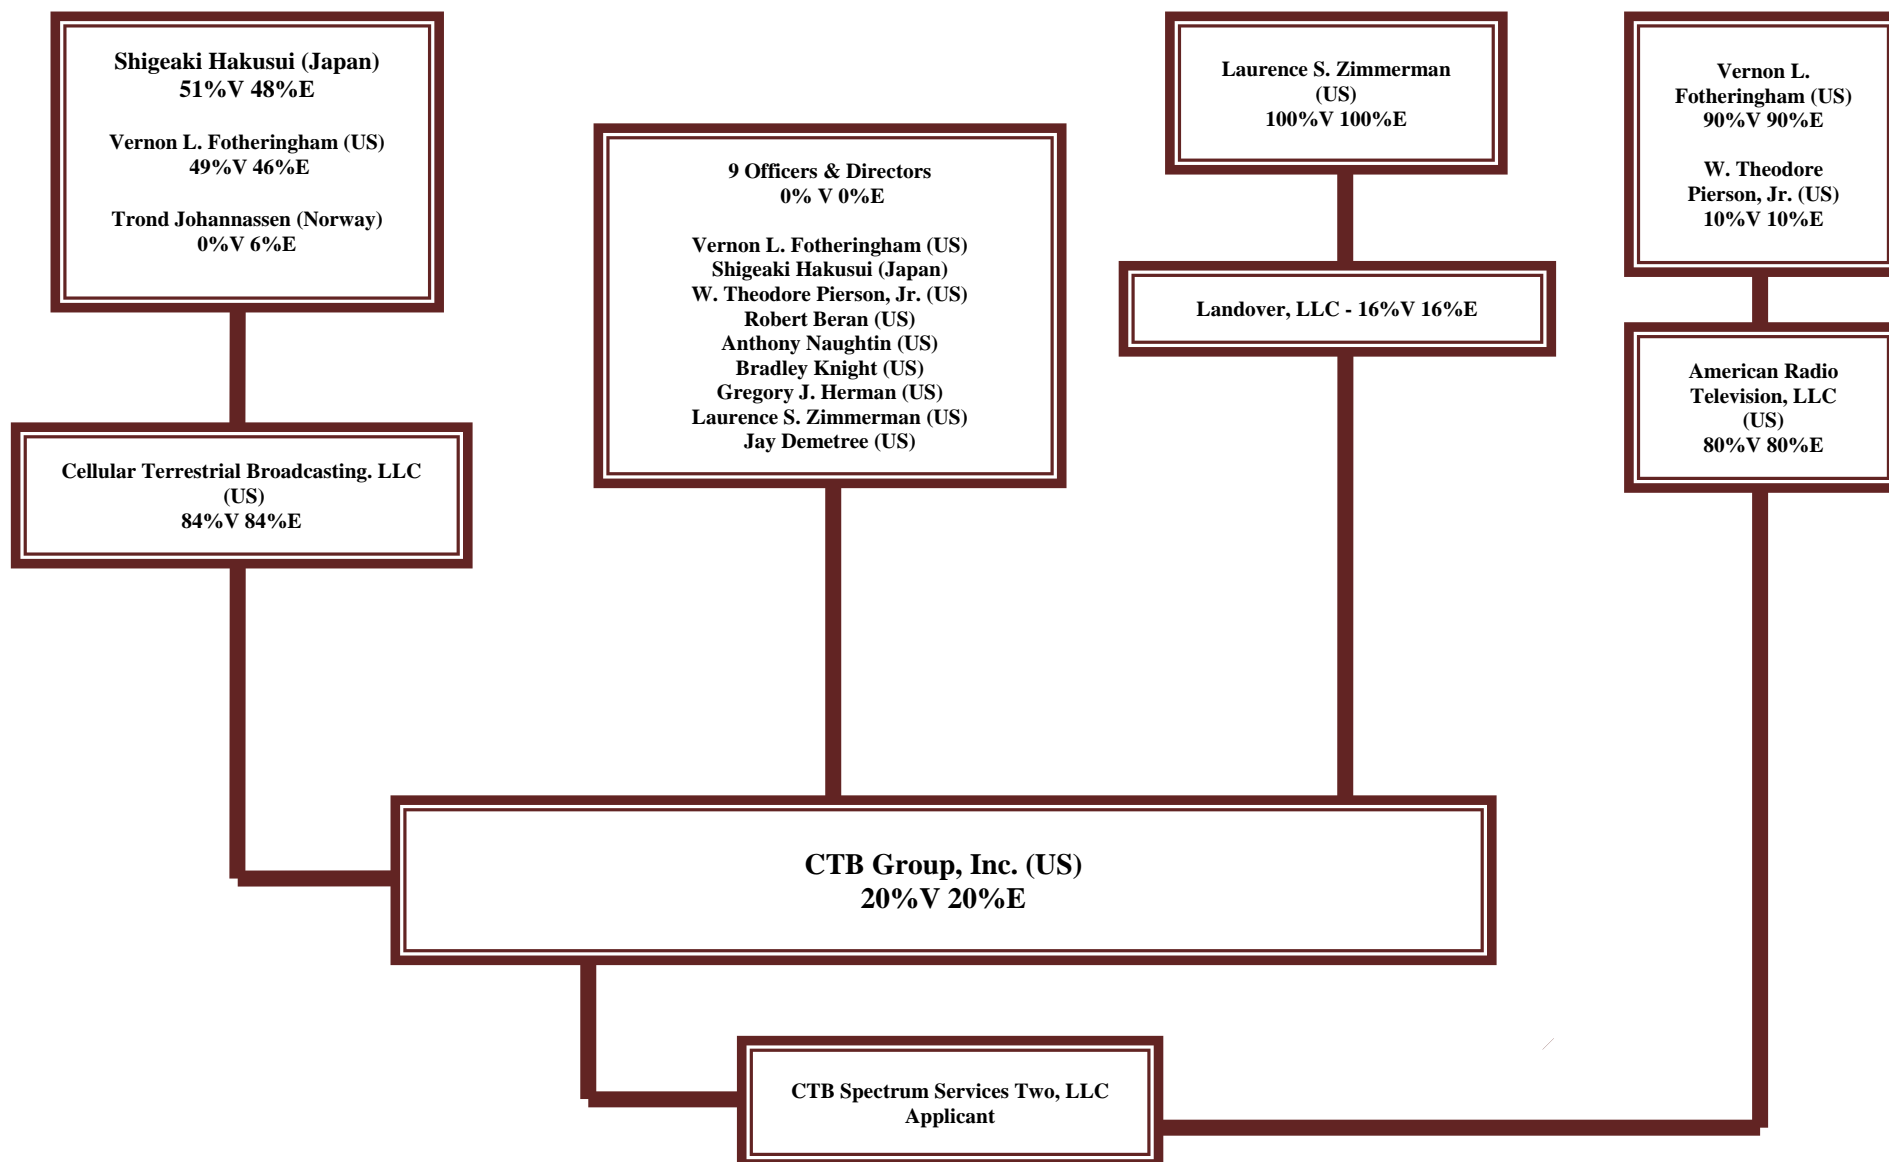 Shigeaki Hakusui (Japan)
51%V 48%E
Vernon L. Fotheringham (US)
49%V 46%E
Trond Johannassen (Norway)
0%V 6%E
9 Officers & Directors
0% V 0%E
Vernon L. Fotheringham (US)
Shigeaki Hakusui (Japan)
W. Theodore Pierson, Jr. (US)
Robert Beran (US)
Anthony Naughtin (US)
Bradley Knight (US)
Gregory J. Herman (US)
Laurence S. Zimmerman (US)
Jay Demetree (US)
Laurence S. Zimmerman
(US)
100%V 100%E
Vernon L.
Fotheringham (US)
90%V 90%E
W. Theodore
Pierson, Jr. (US)
10%V 10%E
Landover, LLC - 16%V 16%E
American Radio
Television, LLC
(US)
80%V 80%E
Cellular Terrestrial Broadcasting. LLC
(US)
84%V 84%E
CTB Group, Inc. (US)
20%V 20%E
CTB Spectrum Services Two, LLC
Applicant